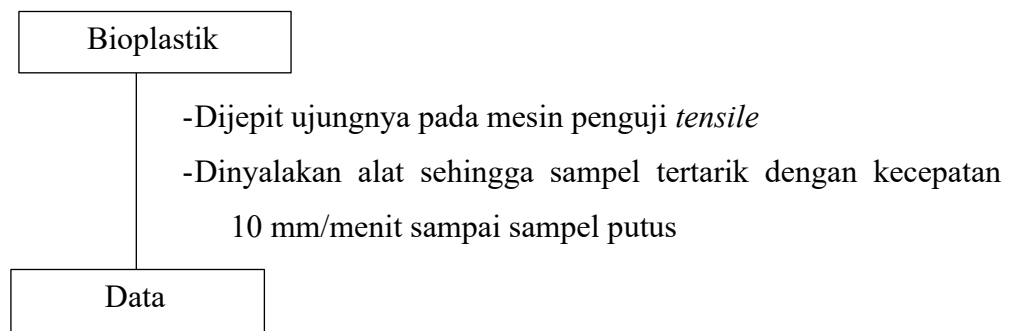 Bioplastik
-Dijepit ujungnya pada mesin penguji tensile
-Dinyalakan alat sehingga sampel tertarik dengan kecepatan
10 mm/menit sampai sampel putus
Data